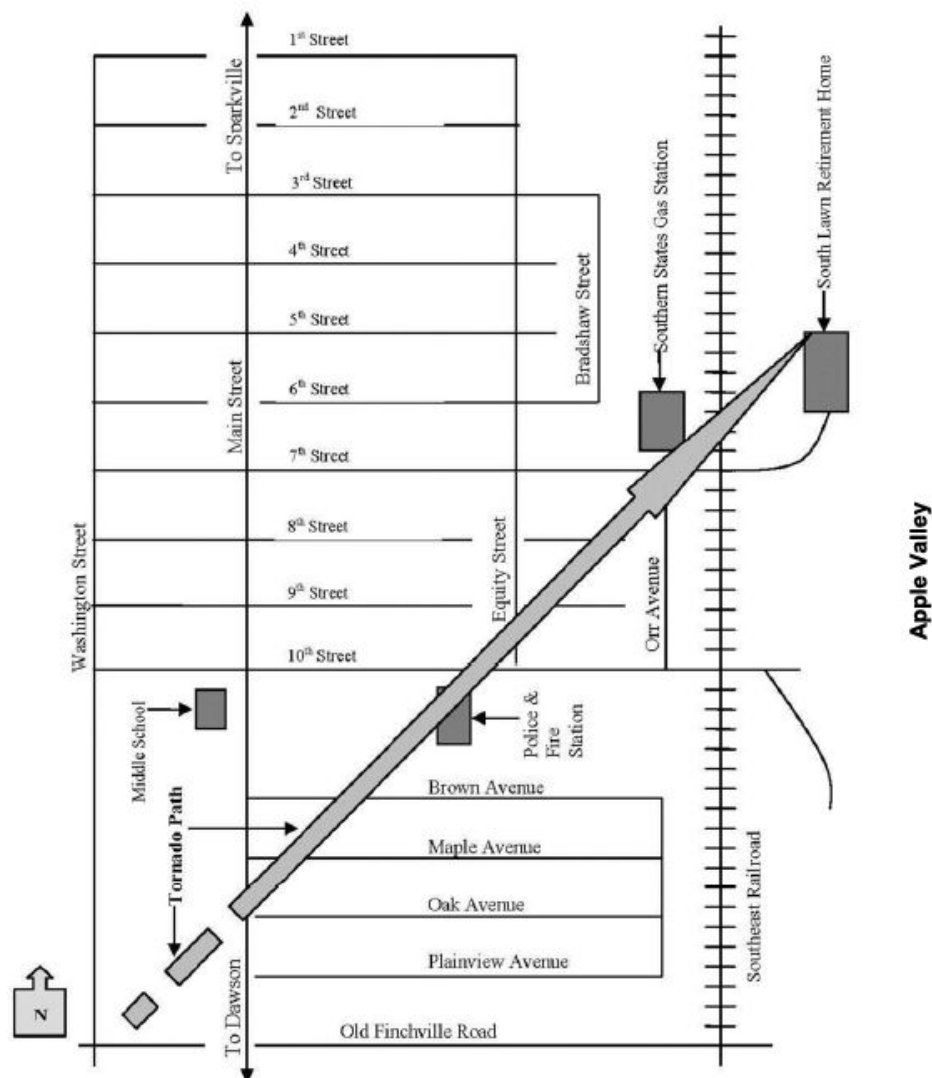 1st Street
To Sparkville
2nd Street
3rd Street
4th Street
5th Street
6th Street
7th Street
8th Street
9th Street
10th Street
Main Street
Bradshaw Street
Southern States Gas Station
South Lawn Retirement Home
Washington Street
Equity Street
Orr Avenue
Apple Valley
Middle School
Police &
Fire
Station
Tornado Path
Brown Avenue
Maple Avenue
Oak Avenue
Plainview Avenue
Southeast Railroad
N
To Dawson
Old Finchville Road